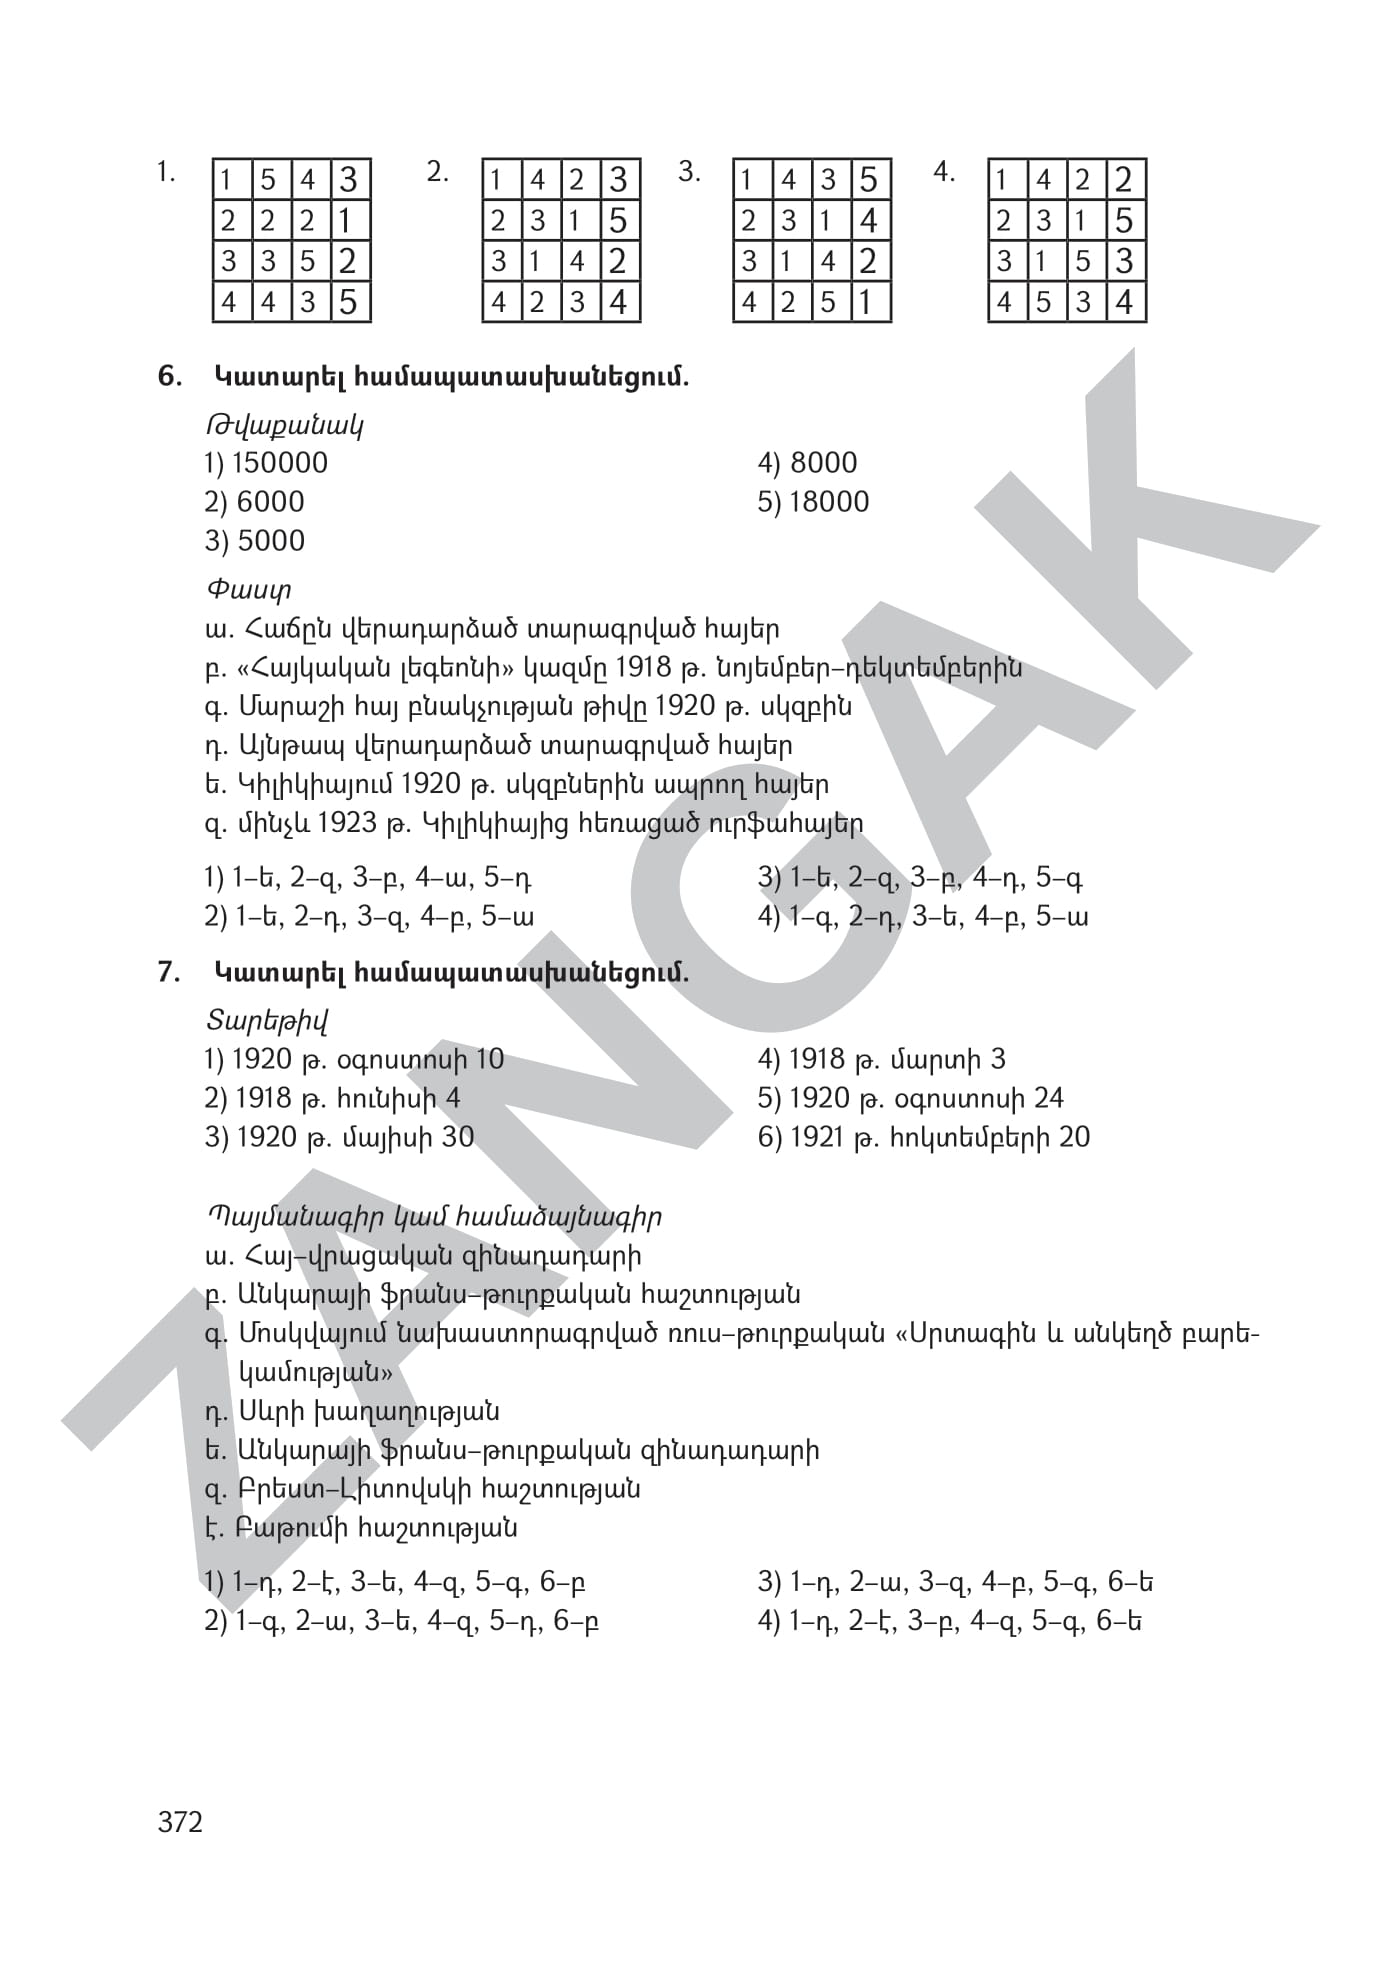 1. 2. 3. 4.
1 5 4 3 1 4 2 3 1 4 3 5 1 4 2 2
2 2 2 1 2 3 1 5 2 3 1 4 2 3 1 5
3 3 5 2 3 1 4 2 3 1 4 2 3 1 5 3
4 4 3 5 4 2 3 4 4 2 5 1 4 5 3 4
6. Կատարել համապատասխանեցում.
Թվաքանակ
1) 150000 4) 8000
2) 6000 5) 18000
3) 5000
Փաստ
ա. Հաճըն վերադարձած տարագրված հայեր
բ. «Հայկական լեգեոնի» կազմը 1918 թ. նոյեմբեր–դեկտեմբերին
գ. Մարաշի հայ բնակչության թիվը 1920 թ. սկզբին
դ. Այնթապ վերադարձած տարագրված հայեր
ե. Կիլիկիայում 1920 թ. սկզբներին ապրող հայեր
զ. մինչև 1923 թ. Կիլիկիայից հեռացած ուրֆահայեր
1) 1–ե, 2–զ, 3–բ, 4–ա, 5–դ 3) 1–ե, 2–զ, 3–բ, 4–դ, 5–գ
2) 1–ե, 2–դ, 3–զ, 4–բ, 5–ա 4) 1–գ, 2–դ, 3–ե, 4–բ, 5–ա
7. Կատարել համապատասխանեցում.
Տարեթիվ
1) 1920 թ. օգոստոսի 10 4) 1918 թ. մարտի 3
2) 1918 թ. հունիսի 4 5) 1920 թ. օգոստոսի 24
3) 1920 թ. մայիսի 30 6) 1921 թ. հոկտեմբերի 20
Պայմանագիր կամ համաձայնագիր
ա. Հայ–վրացական զինադադարի
բ. Անկարայի ֆրանս–թուրքական հաշտության
գ. Մոսկվայում նախաստորագրված ռուս–թուրքական «Սրտագին և անկեղծ բարե-
կամության»
դ. Սևրի խաղաղության
ե. Անկարայի ֆրանս–թուրքական զինադադարի
զ. Բրեստ–Լիտովսկի հաշտության
է. Բաթումի հաշտության
1) 1–դ, 2–է, 3–ե, 4–զ, 5–գ, 6–բ 3) 1–դ, 2–ա, 3–զ, 4–բ, 5–գ, 6–ե
2) 1–գ, 2–ա, 3–ե, 4–զ, 5–դ, 6–բ 4) 1–դ, 2–է, 3–բ, 4–զ, 5–գ, 6–ե
372
ZANGAK